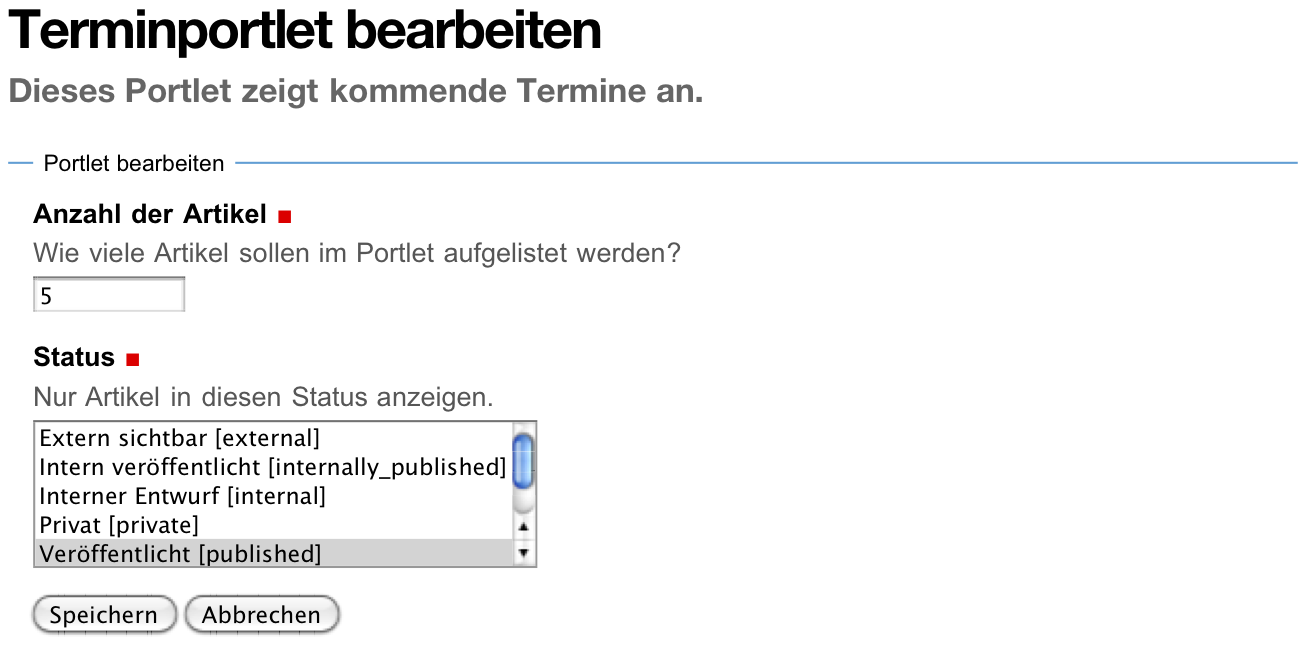 Terminportlet bearbeiten
Dieses Portlet zeigt kommende Termine an.
Portlet bearbeiten
Anzahl der Artikel
Wie viele Artikel sollen im Portlet aufgelistet werden?
5
Status
Nur Artikel in diesen Status anzeigen.
Extern sichtbar [external]
Intern veröffentlicht [internally_published]
Interner Entwurf [internal]
Privat [private]
Veröffentlicht [published]
Speichern Abbrechen